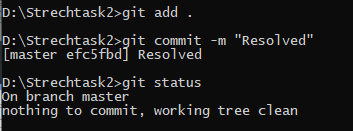 D:\Strechtask2>git add .
D:\Strechtask2>git commit -m "Resolved"
[master efc5fbd] Resolved
D:\Strechtask2>git status
On branch master
nothing to commit, working tree clean